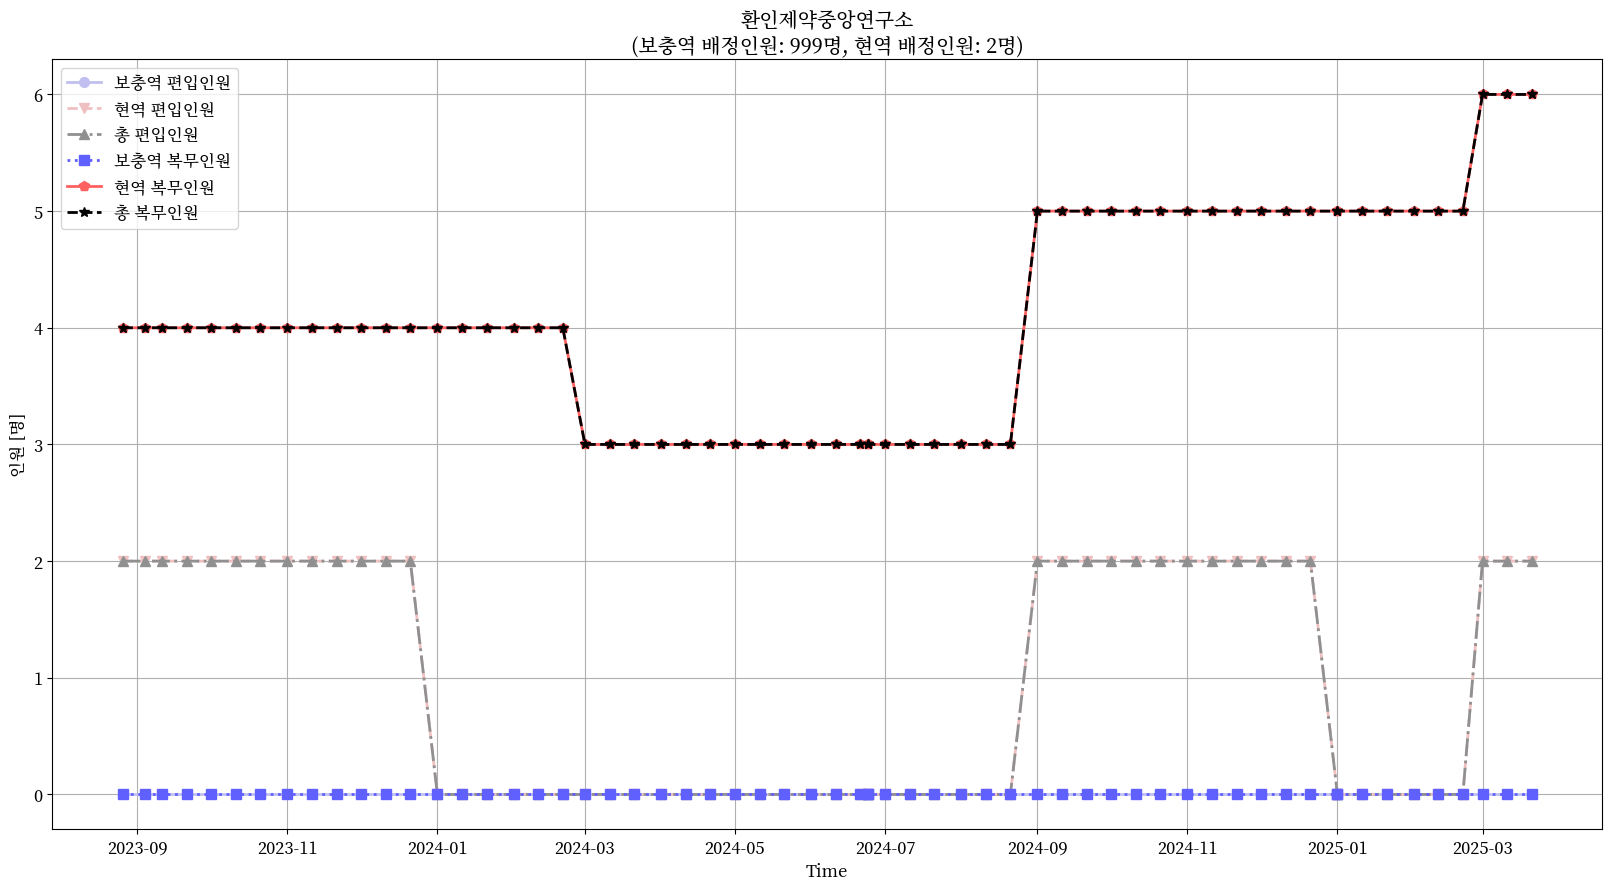 환인제약중앙연구소
(보충역 배정인원: 999명, 현역 배정인원: 2명)
보충역 편입인원
현역 편입인원
총 편입인원
보충역 복무인원
현역 복무인원
총 복무인원
인원 [명]
6
5
4
3
2
1
0
2023-09
2023-11
2024-01
2024-03
2024-05
2024-07
2024-09
2024-11
2025-01
2025-03
Time